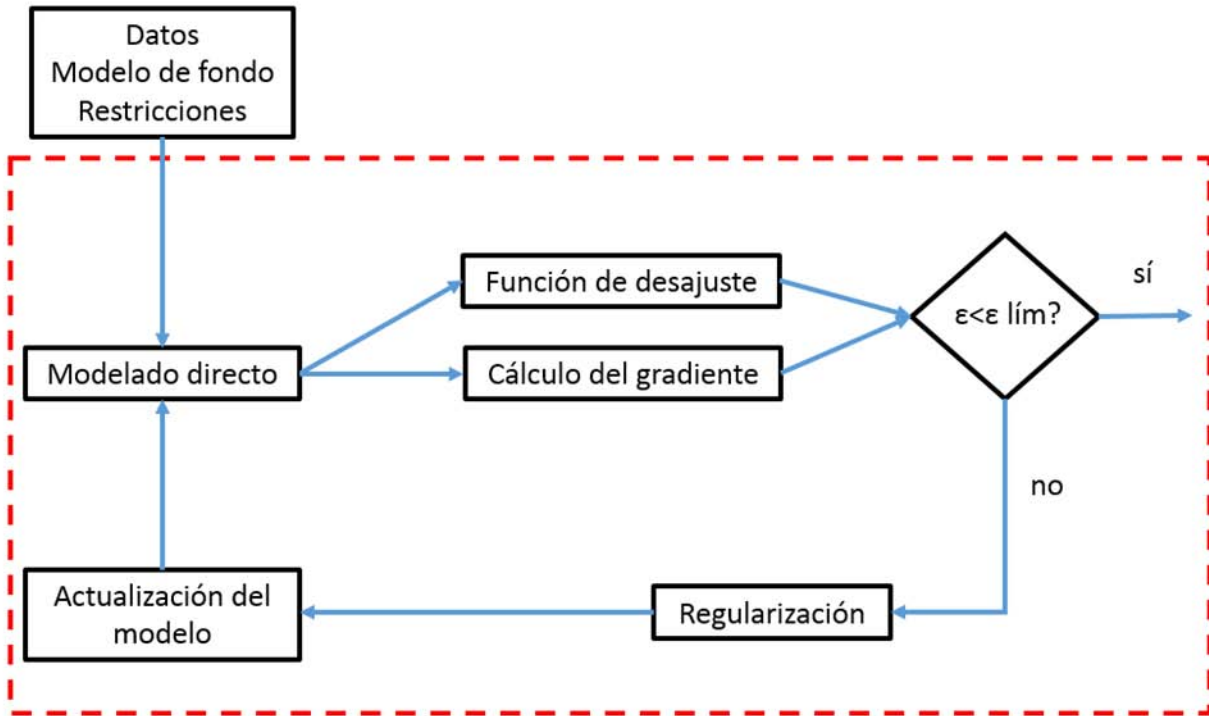 Datos
Modelo de fondo
Restricciones
Función de desajuste
sí
ε<ε lím?
Modelado directo
Cálculo del gradiente
no
Actualización del
modelo
Regularización